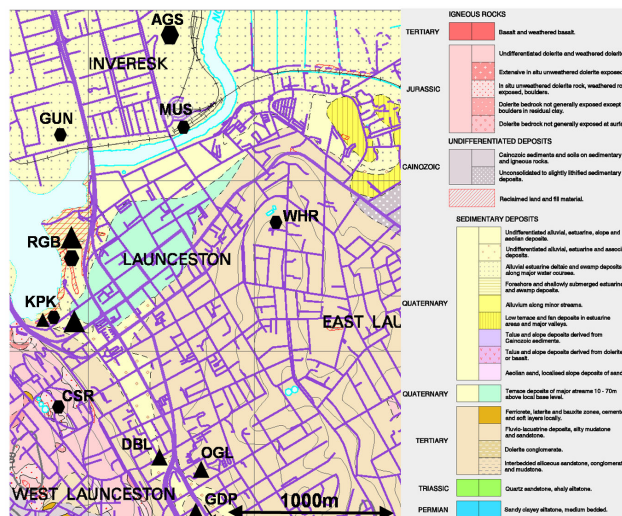 AGS
INVERESK
MUS
GUN
WHR
RGB
LAUNCESTON
KPK
EAST LAU
CSR
DBL
OGL
WEST LAUNCESTON
GDP
1000m
IGNEOUS ROCKS
TERTIARY
Basalt and weathered basalt.
JURASSIC
Undifferentiated dolerite and weathered dolerite
Extensive in situ unweathered dolerite exposed
In situ unweathered dolerite rock, weathered ro
exposed, boulders.
Dolerite bedrock not generally exposed except
boulders in residual clay.
Dolerite bedrock not generally exposed at surf
UNDIFFERENTIATED DEPOSITS
CAINOZOIC
Cainozoic sediments and soils on sedimentary
and igneous rocks.
Unconsolidated to slightly lithified sedimentary
deposits.
Reclaimed land and fill material.
SEDIMENTARY DEPOSITS
QUATERNARY
Undifferentiated alluvial, estuarine, slope and
aeolian deposits.
Undifferentiated alluvial, estuarine and associ
deposits.
Alluvial estuarine deltaic and swamp deposits
along major water courses.
Foreshore and shallowly submerged estuarine
and swamp deposits.
Alluvium along minor streams.
Low terrace and fan deposits in estuarine
areas and major valleys.
Talus and slope deposits derived from
Cainozoic sediments.
Talus and slope deposits derived from dolerite
or basalt.
Aeolian sand, localised slope deposits of sand
QUATERNARY
Terrace deposits of major streams 10 - 70m
above local base level.
TERTIARY
Ferricrete, laterite and bauxite zones, cemente
and soft layers locally.
Fluvio-lacustrine deposits, silty mudstone
and sandstone.
Dolerite conglomerate.
Interbedded siliceous sandstone, conglomerat
and mudstone.
TRIASSIC
Quartz sandstone, shaly siltstone.
PERMIAN
Sandy clayey siltstone, medium bedded.